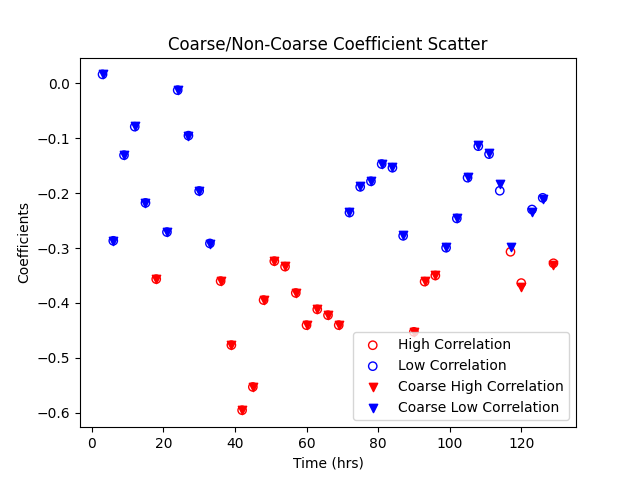 Coarse/Non-Coarse Coefficient Scatter
0.0
−0.1
−0.2
−0.3
−0.4
−0.5
−0.6
Coefficients
High Correlation
Low Correlation
Coarse High Correlation
Coarse Low Correlation
0 20 40 60 80 100 120
Time (hrs)